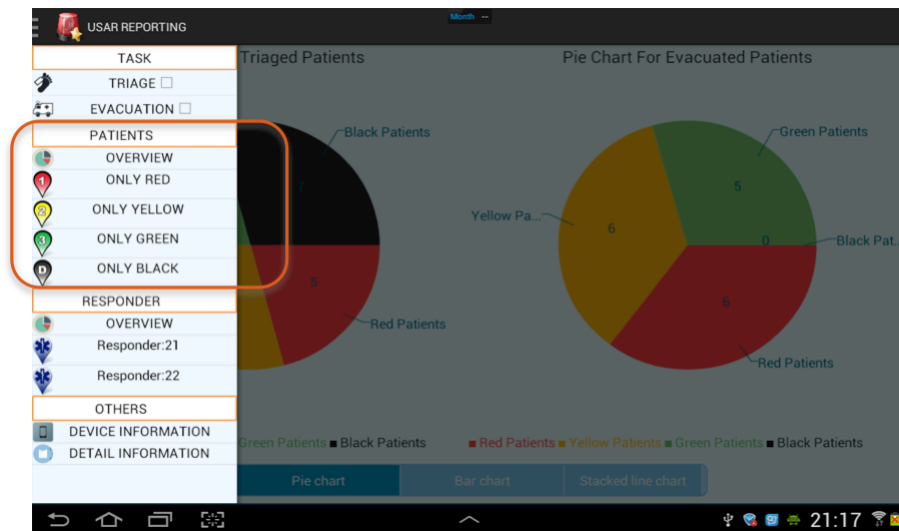 Month --
USAR REPORTING
TASK
TRIAGE
EVACUATION
PATIENTS
OVERVIEW
1 ONLY RED
2 ONLY YELLOW
3 ONLY GREEN
D ONLY BLACK
RESPONDER
OVERVIEW
Responder:21
Responder:22
OTHERS
DEVICE INFORMATION
DETAIL INFORMATION
Triaged Patients
Black Patients
7
5
Red Patients
Green Patients Black Patients
Pie Chart For Evacuated Patients
Green Patients
5
Yellow Pa...
6
0
Black Pat..
6
Red Patients
Red Patients Yellow Patients Green Patients Black Patients
Pie chart Bar chart Stacked line chart
21:17